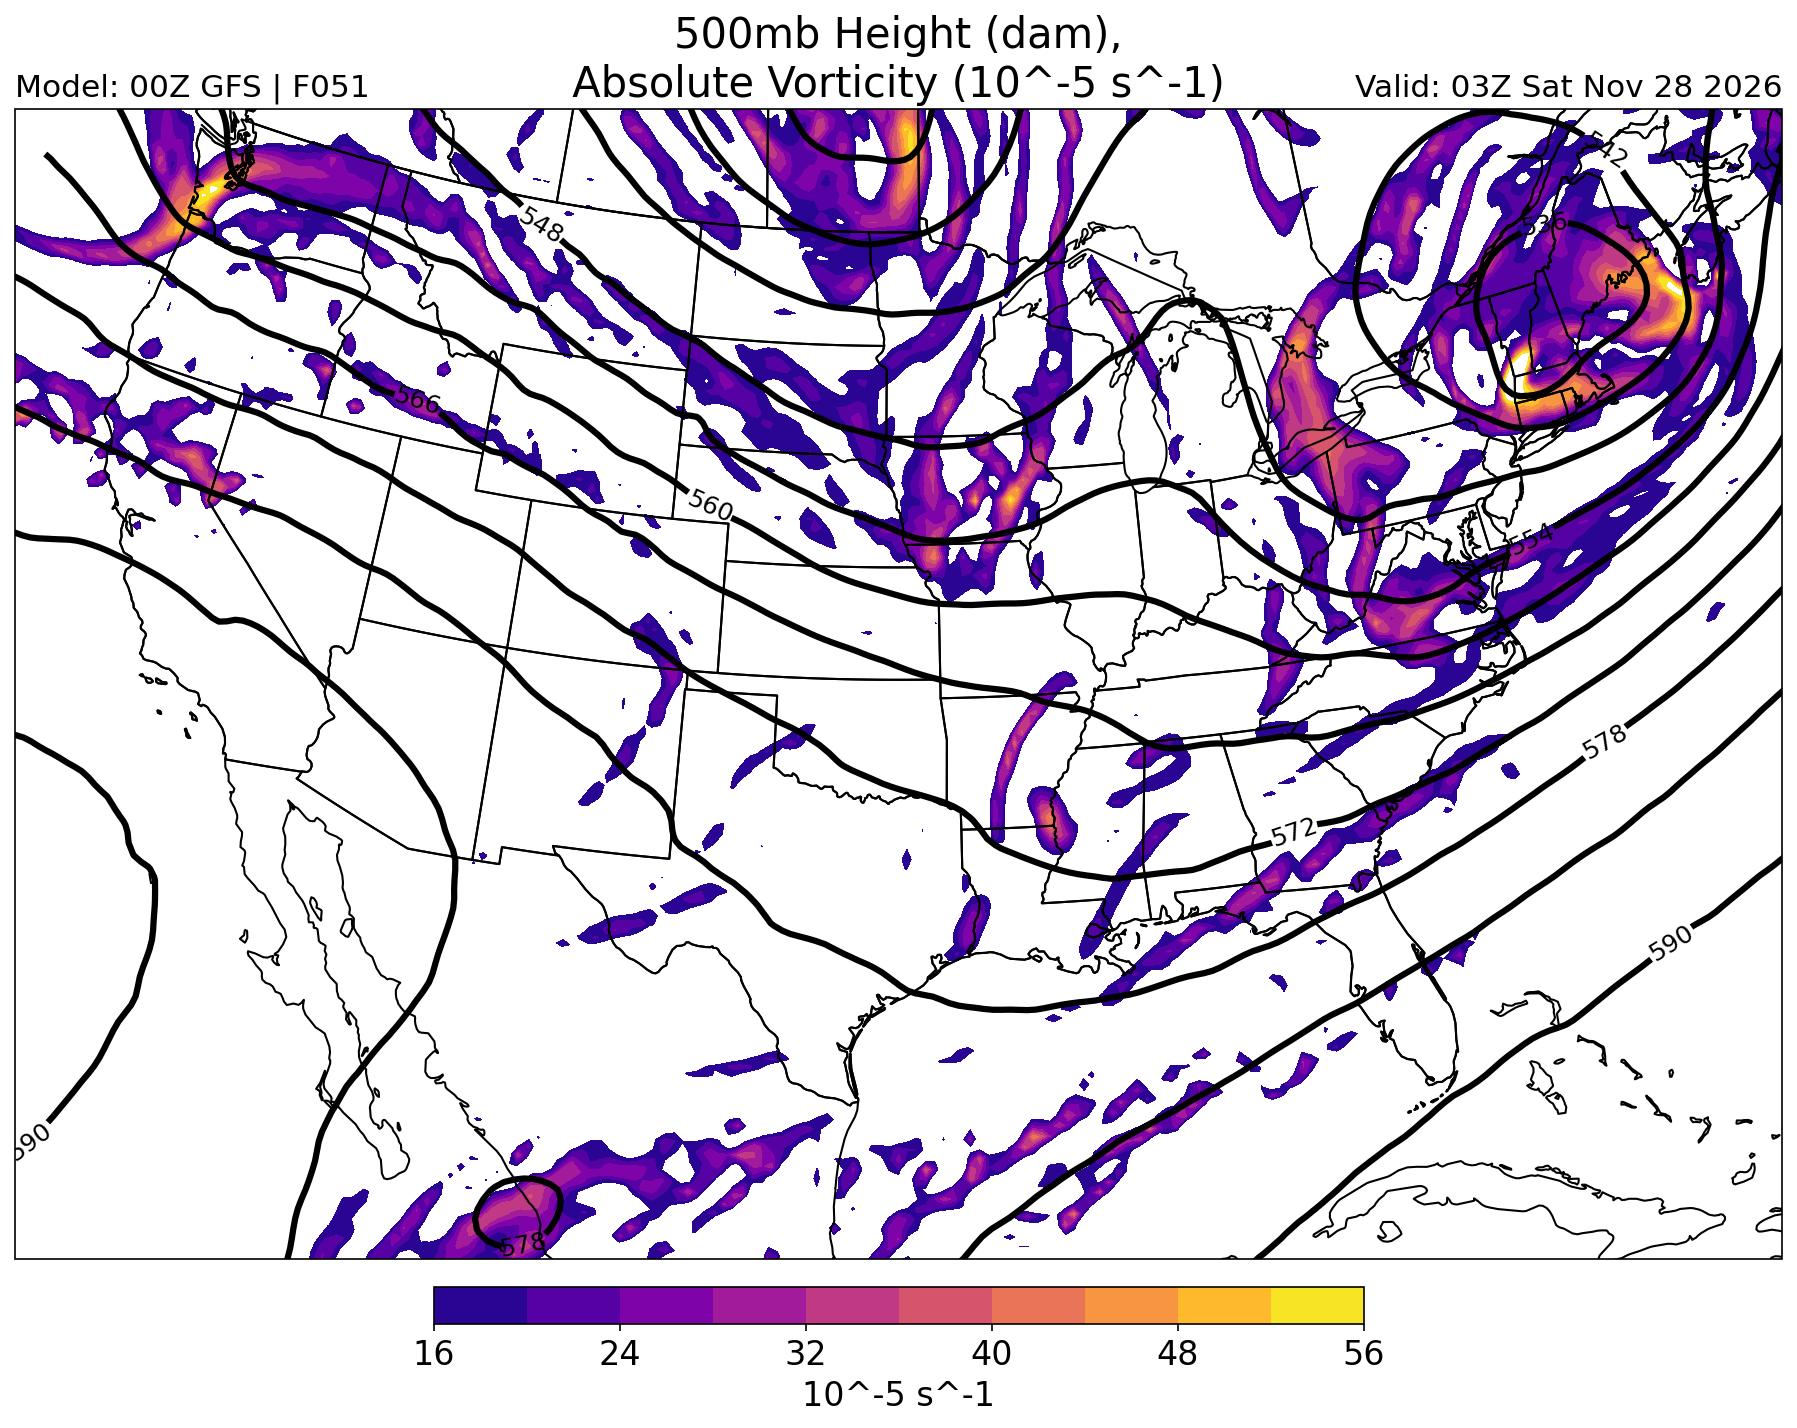 500mb Height (dam),
Absolute Vorticity (10^-5 s^-1)
Model: 00Z GFS | F051
Valid: 03Z Sat Nov 28 2026
42
536
548
566
560
554
578
572
590
590
578
16 24 32 40 48 56
10^-5 s^-1